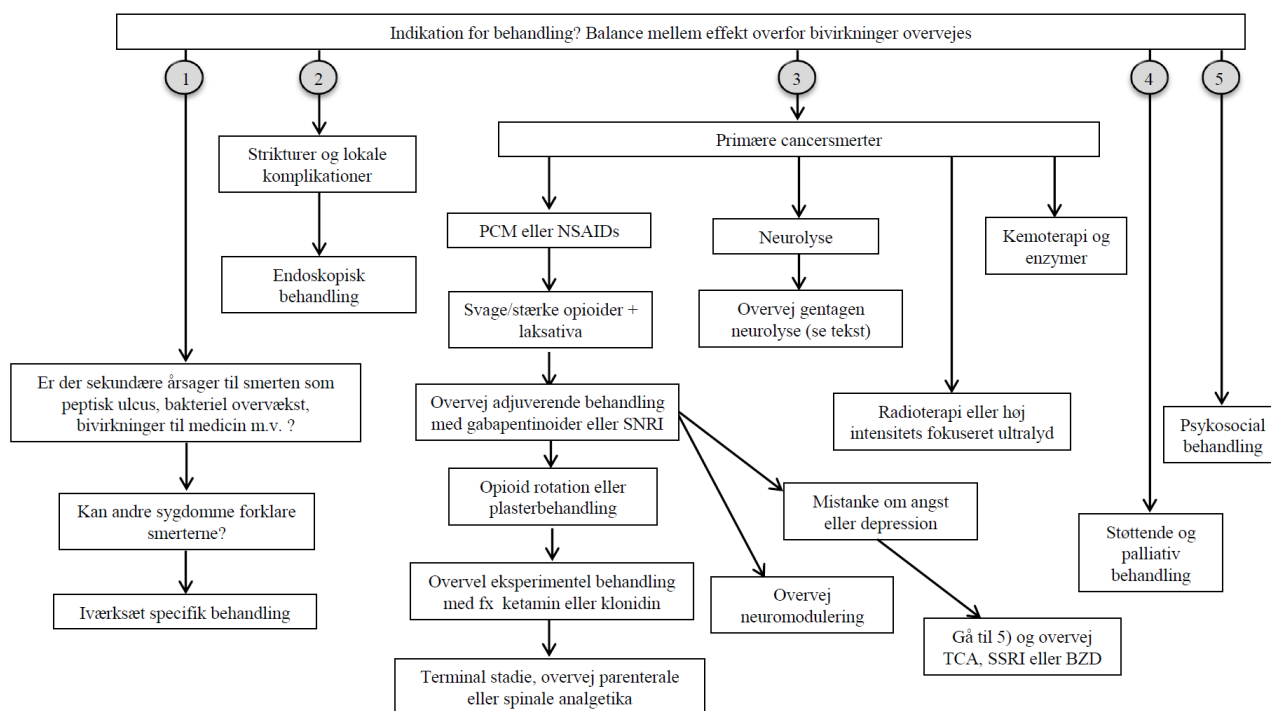 Indikation for behandling? Balance mellem effekt overfor bivirkninger overvejes
1
2
3
4
5
Strikturer og lokale
komplikationer
Endoskopisk
behandling
Er der sekundære årsager til smerten som
peptisk ulcus, bakteriel overvækst,
bivirkninger til medicin m.v. ?
Kan andre sygdomme forklare
smerterne?
Iværksæt specifik behandling
Primære cancersmerter
PCM eller NSAIDs
Svage/stærke opioider +
laksativa
Overvej adjuverende behandling
med gabapentinoider eller SNRI
Opioid rotation eller
plasterbehandling
Overvel eksperimentel behandling
med fx ketamin eller klonidin
Terminal stadie, overvej parenterale
eller spinale analgetika
Neurolyse
Overvej gentagen
neurolyse (se tekst)
Overvej
neuromodulering
Mistanke om angst
eller depression
Gå til 5) og overvej
TCA, SSRI eller BZD
Radioterapi eller høj
intensitets fokuseret ultralyd
Kemoterapi og
enzymer
Støttende og
palliativ
behandling
Psykosocial
behandling